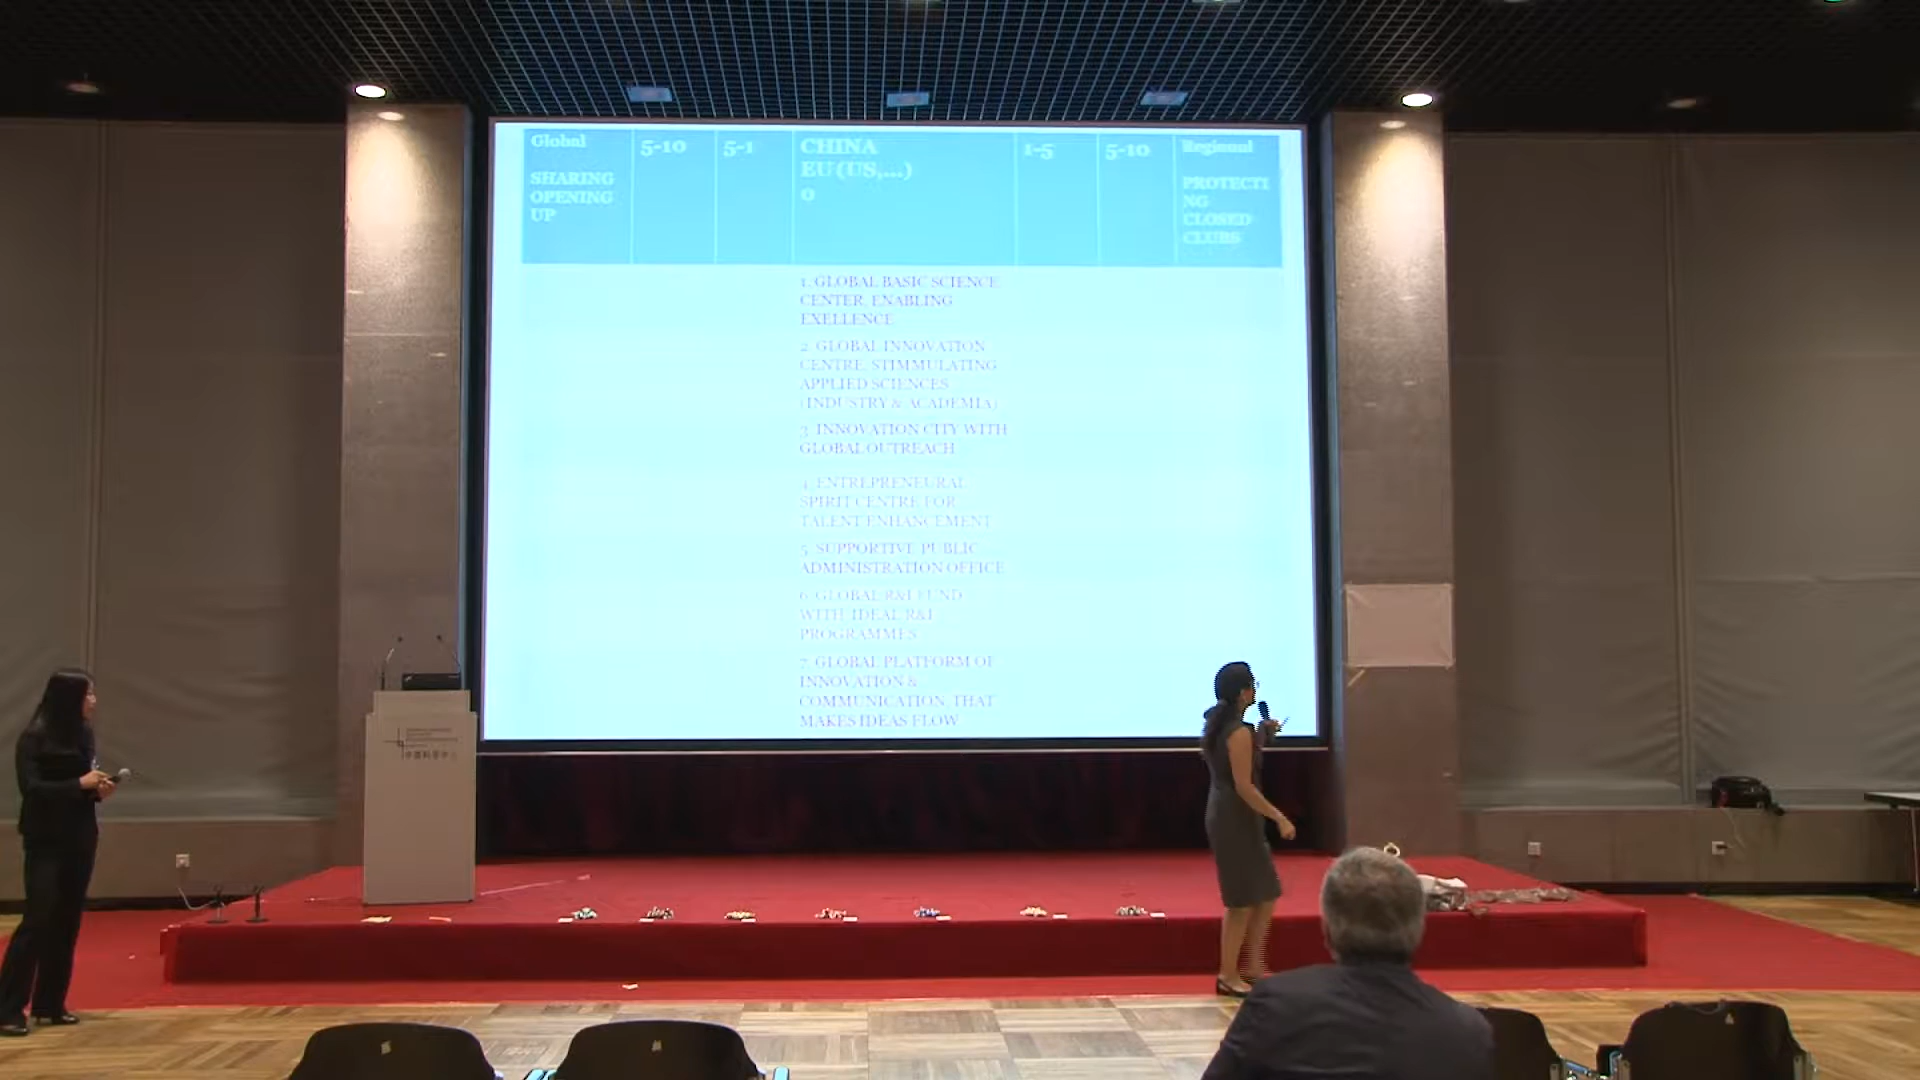 Global
SHARING
OPENING
UP
5-10
5-1
CHINA
EU(US,...)
0
1-5
5-10
Regional
PROTECTI
NG
CLOSED
CLUBS
1. GLOBAL BASIC SCIENCE
CENTER, ENABLING
EXELLENCE
2. GLOBAL INNOVATION
CENTRE, STIMMULATING
APPLIED SCIENCES
(INDUSTRY & ACADEMIA)
3. INNOVATION CITY WITH
GLOBAL OUTREACH
4. ENTREPRENEURAL
SPIRIT CENTRE FOR
TALENT ENHANCEMENT
5. SUPPORTIVE PUBLIC
ADMINISTRATION OFFICE
6. GLOBAL R&I FUND
WITH IDEAL R&I
PROGRAMMES
7. GLOBAL PLATFORM OF
INNOVATION &
COMMUNICATION, THAT
MAKES IDEAS FLOW